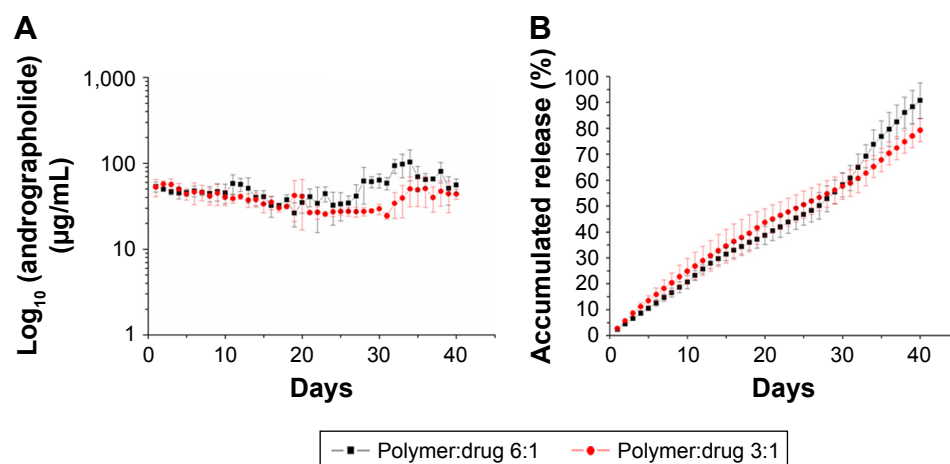 A
1,000
100
10
1
Log₁₀ (andrographolide)
(µg/mL)
0 10 20 30 40
Days
B
100
90
80
70
60
50
40
30
20
10
0
Accumulated release (%)
0 10 20 30 40
Days
Polymer:drug 6:1 Polymer:drug 3:1